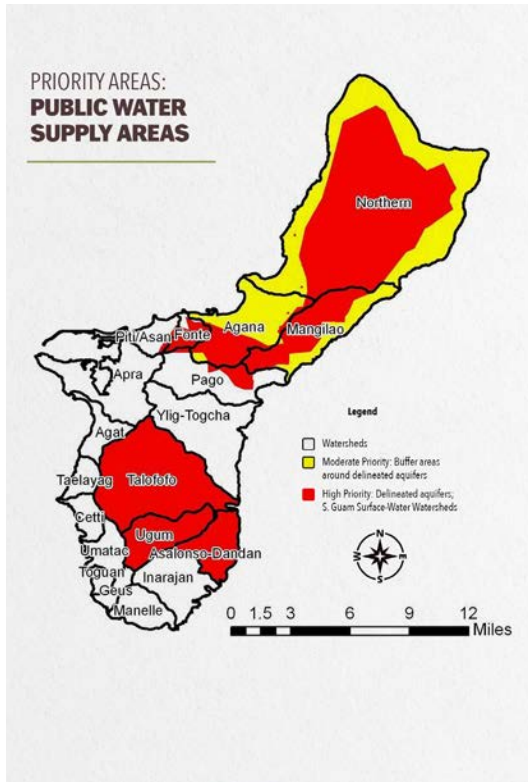 PRIORITY AREAS:
PUBLIC WATER
SUPPLY AREAS
Northern
Agana
Mangilao
Piti/Asan
Fonte
Apra
Pago
Ylig-Togcha
Agat
Taelayag
Talofofo
Cetti
Ugum
Umatac
Asalonso-Dandan
Toguan
Inarajan
Geus
Manelle
Legend
Watersheds
Moderate Priority: Buffer areas
around delineated aquifers
High Priority: Delineated aquifers;
S. Guam Surface-Water Watersheds
N
W
E
S
0 1.5 3 6 9 12
Miles